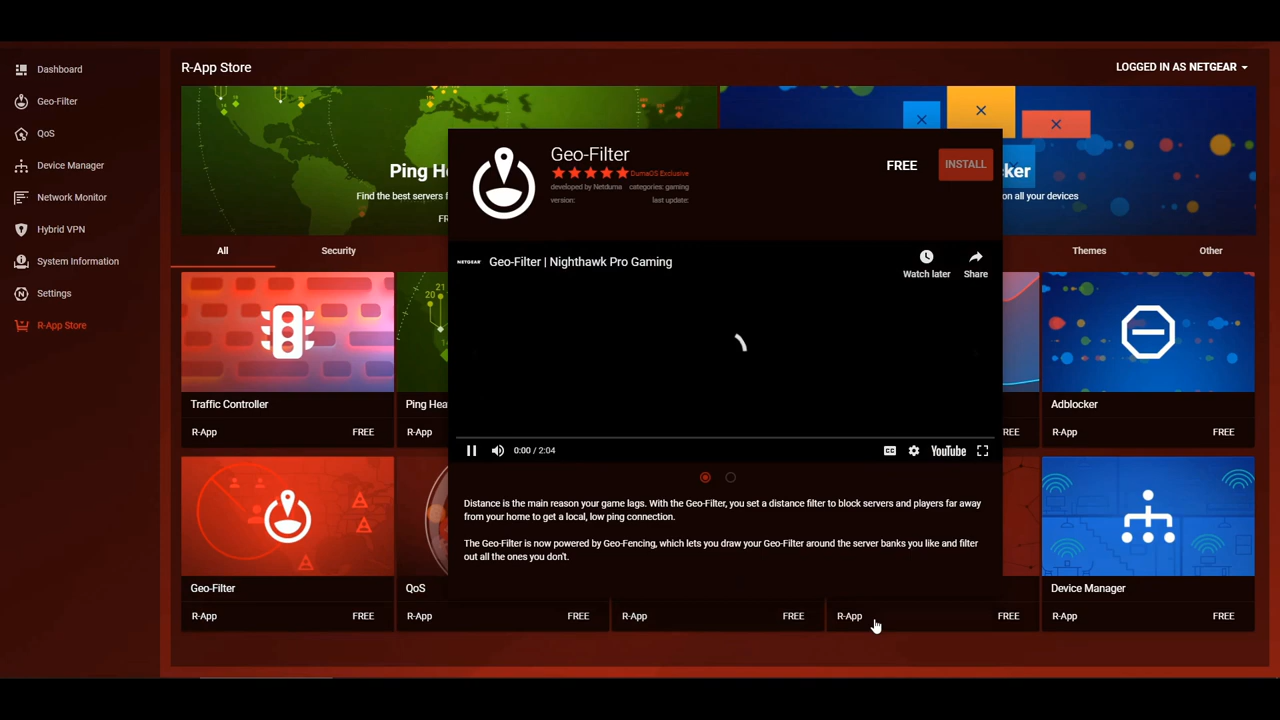 Dashboard
Geo-Filter
QoS
Device Manager
Network Monitor
Hybrid VPN
System Information
Settings
R-App Store
R-App Store
LOGGED IN AS NETGEAR
Ping He
Find the best servers f
FR
ker
on all your devices
All
Security
Themes
Other
Geo-Filter
DumaOS Exclusive
developed by Netduma
categories: gaming
version:
last update:
FREE
INSTALL
NETGEAR
Geo-Filter | Nighthawk Pro Gaming
Watch later
Share
0:00 / 2:04
CC
YouTube
Distance is the main reason your game lags. With the Geo-Filter, you set a distance filter to block servers and players far away
from your home to get a local, low ping connection.
The Geo-Filter is now powered by Geo-Fencing, which lets you draw your Geo-Filter around the server banks you like and filter
out all the ones you don't.
Traffic Controller
R-App
FREE
21
20
Ping Hea
R-App
REE
Adblocker
R-App
FREE
Geo-Filter
R-App
FREE
QoS
R-App
FREE
R-App
FREE
R-App
FREE
Device Manager
R-App
FREE